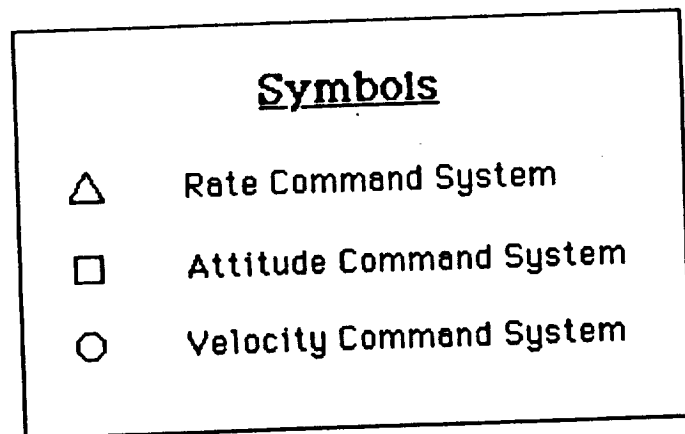 Symbols
Rate Command System
Attitude Command System
Velocity Command System